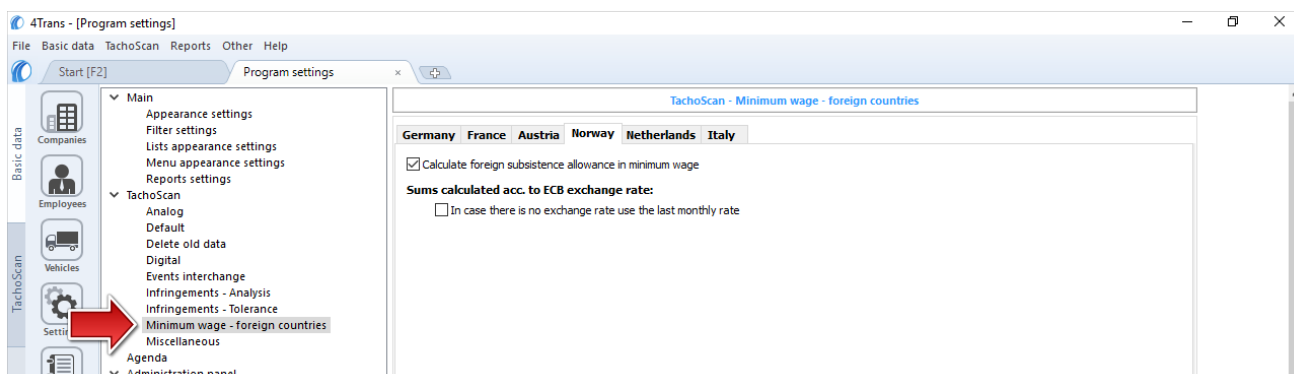 4Trans - [Program settings]
File Basic data TachoScan Reports Other Help
Start [F2]
Program settings
Basic data
TachoScan
Companies
Employees
Vehicles
Main
Appearance settings
Filter settings
Lists appearance settings
Menu appearance settings
Reports settings
TachoScan
Analog
Default
Delete old data
Digital
Events interchange
Infringements - Analysis
Infringements - Tolerance
Minimum wage - foreign countries
Miscellaneous
Agenda
Administration panel
TachoScan - Minimum wage - foreign countries
Germany France Austria Norway Netherlands Italy
Calculate foreign subsistence allowance in minimum wage
Sums calculated acc. to ECB exchange rate:
In case there is no exchange rate use the last monthly rate